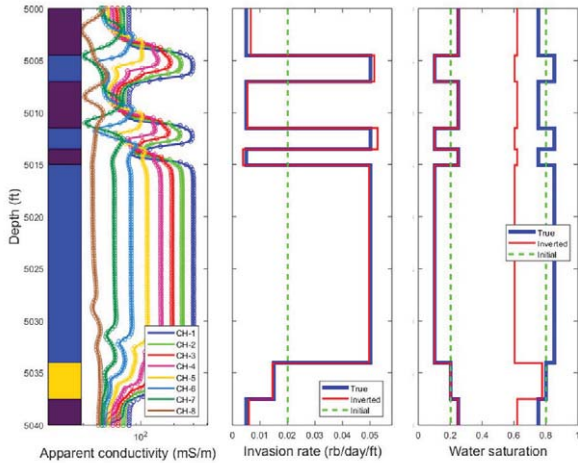 5000
5005
5010
5015
5020
5025
5030
5035
5040
Depth (ft)
CH-1
CH-2
CH-3
CH-4
CH-5
CH-6
CH-7
CH-8
10²
Apparent conductivity (mS/m)
True
Inverted
Initial
0 0.01 0.02 0.03 0.04 0.05
Invasion rate (rb/day/ft)
True
Inverted
Initial
0 0.2 0.4 0.6 0.8 1
Water saturation